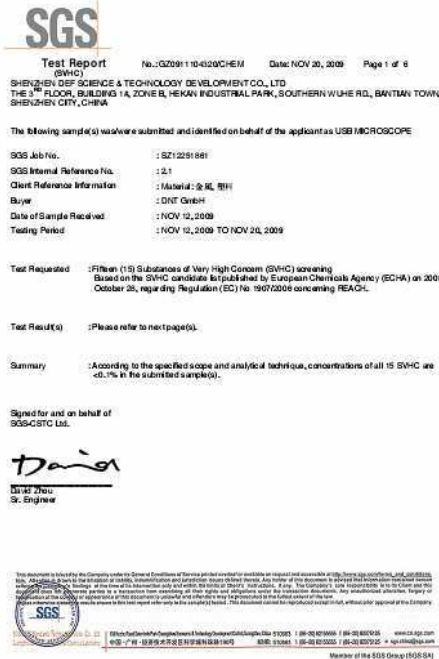 SGS
Test Report No.:GZ0911104320/CHEM Date: NOV 20, 2009 Page 1 of 6
(SVHC)
SHENZHEN DEF SCIENCE & TECHNOLOGY DEVELOPMENT CO., LTD
THE 3RD FLOOR, BUILDING 1A, ZONE B, HEKAN INDUSTRIAL PARK, SOUTHERN WUHE RD., BANTIAN TOWN,
SHENZHEN CITY, CHINA
The following sample(s) was/were submitted and identified on behalf of the applicant as USB MICROSCOPE
SGS Job No. : SZ12251861
SGS Internal Reference No. : 2.1
Client Reference Information : Material: 金属, 塑料
Buyer : DNT GmbH
Date of Sample Received : NOV 12, 2009
Testing Period : NOV 12, 2009 TO NOV 20, 2009
Test Requested :Fifteen (15) Substances of Very High Concern (SVHC) screening
Based on the SVHC candidate list published by European Chemicals Agency (ECHA) on 200
October 28, regarding Regulation (EC) No 1907/2006 concerning REACH.
Test Result(s) :Please refer to next page(s).
Summary :According to the specified scope and analytical technique, concentrations of all 15 SVHC are
<0.1% in the submitted sample(s).
Signed for and on behalf of
SGS-CSTC Ltd.
David
David Zhou
Sr. Engineer
SGS
Member of the SGS Group (SGS SA)